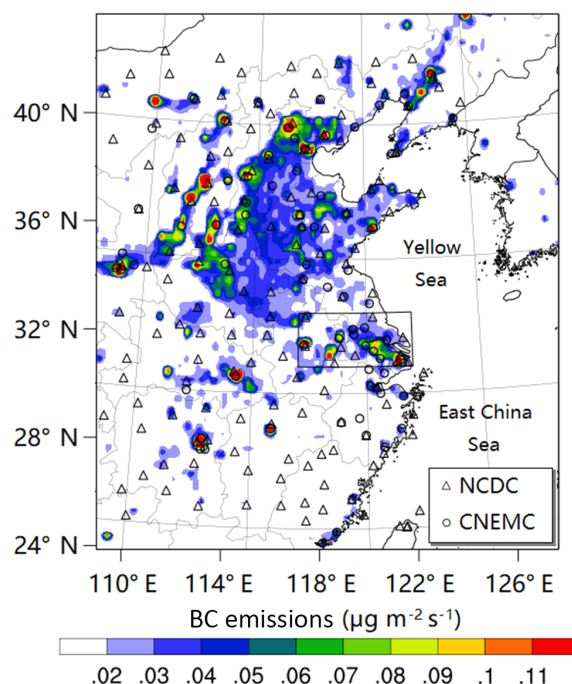 40° N
36° N
Yellow
Sea
32° N
East China
Sea
28° N
NCDC
CNEMC
24° N
110° E 114° E 118° E 122° E 126° E
BC emissions (µg m⁻² s⁻¹)
.02 .03 .04 .05 .06 .07 .08 .09 .1 .11